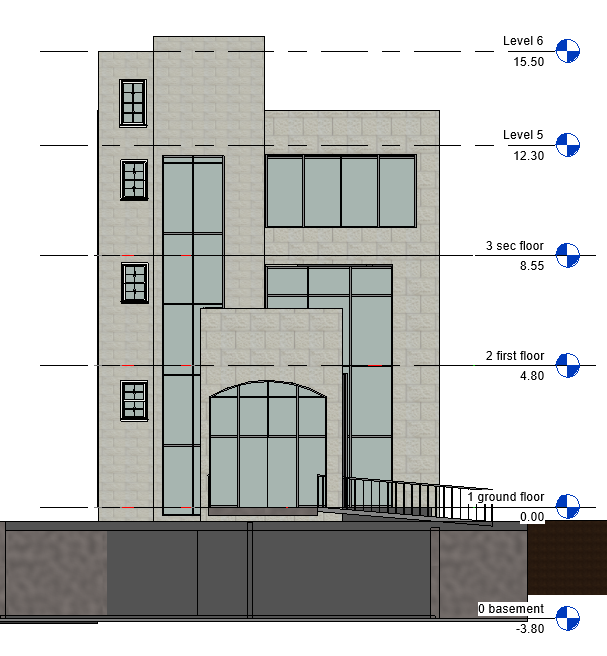 Level 6
15.50
Level 5
12.30
3 sec floor
8.55
2 first floor
4.80
1 ground floor
0.00
0 basement
-3.80